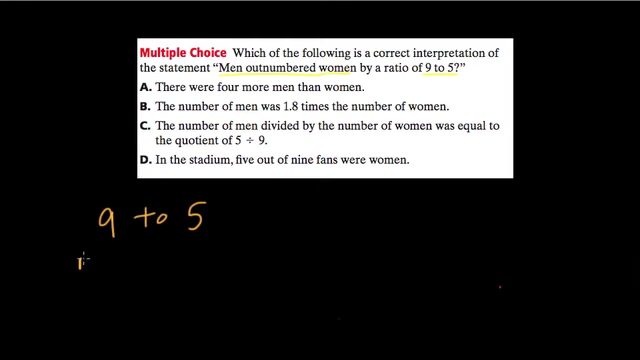 Multiple Choice Which of the following is a correct interpretation of
the statement “Men outnumbered women by a ratio of 9 to 5?”
A. There were four more men than women.
B. The number of men was 1.8 times the number of women.
C. The number of men divided by the number of women was equal to
the quotient of 5 ÷ 9.
D. In the stadium, five out of nine fans were women.
9 to 5